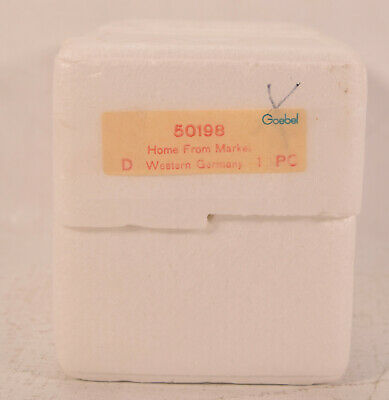 Goebel
50198
Home From Market
D Western Germany 1 PC